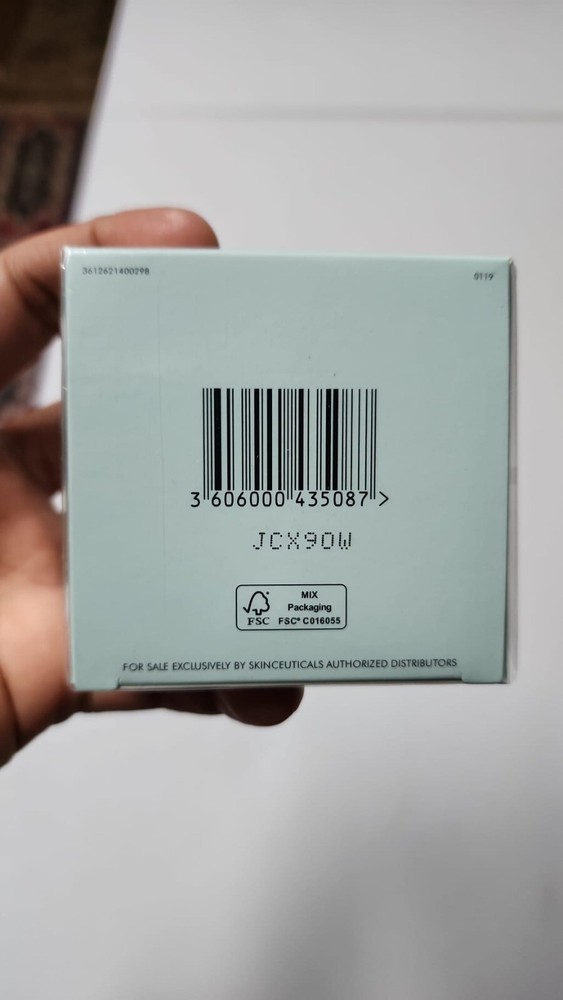 3612621400298
0119
3 606000 435087 >
JCX90W
MIX
Packaging
FSC
FSC® C016055
FOR SALE EXCLUSIVELY BY SKINCEUTICALS AUTHORIZED DISTRIBUTORS